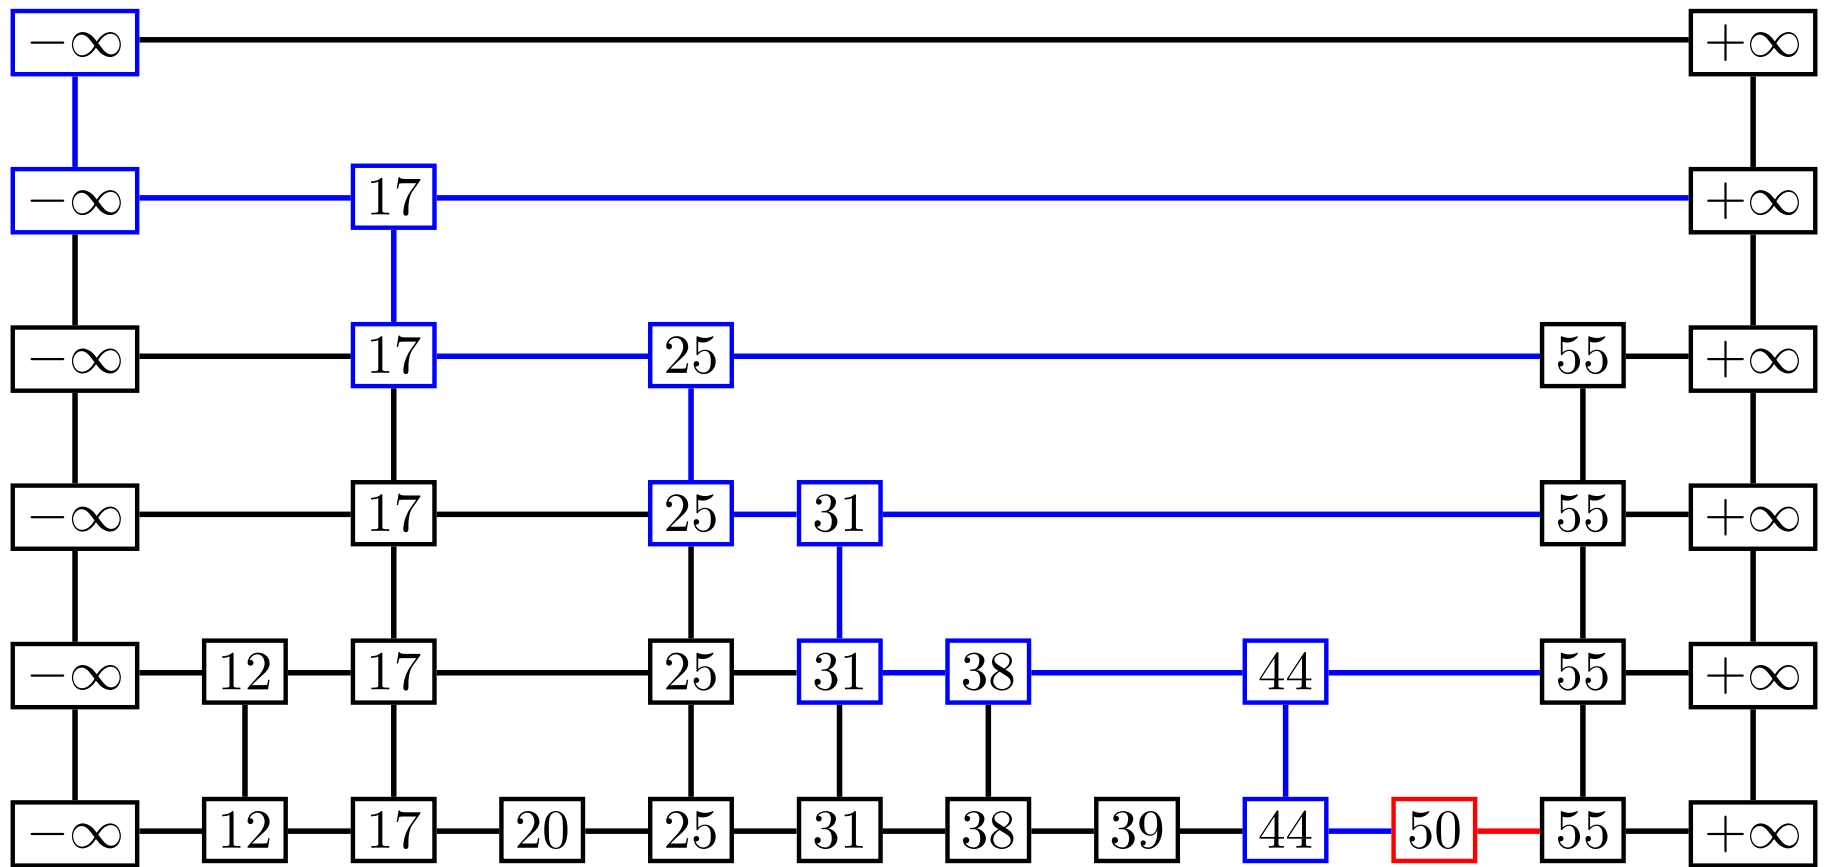 −∞ +∞
−∞ 17 +∞
−∞ 17 25 55 +∞
−∞ 17 25 31 55 +∞
−∞ 12 17 25 31 38 44 55 +∞
−∞ 12 17 20 25 31 38 39 44 50 55 +∞